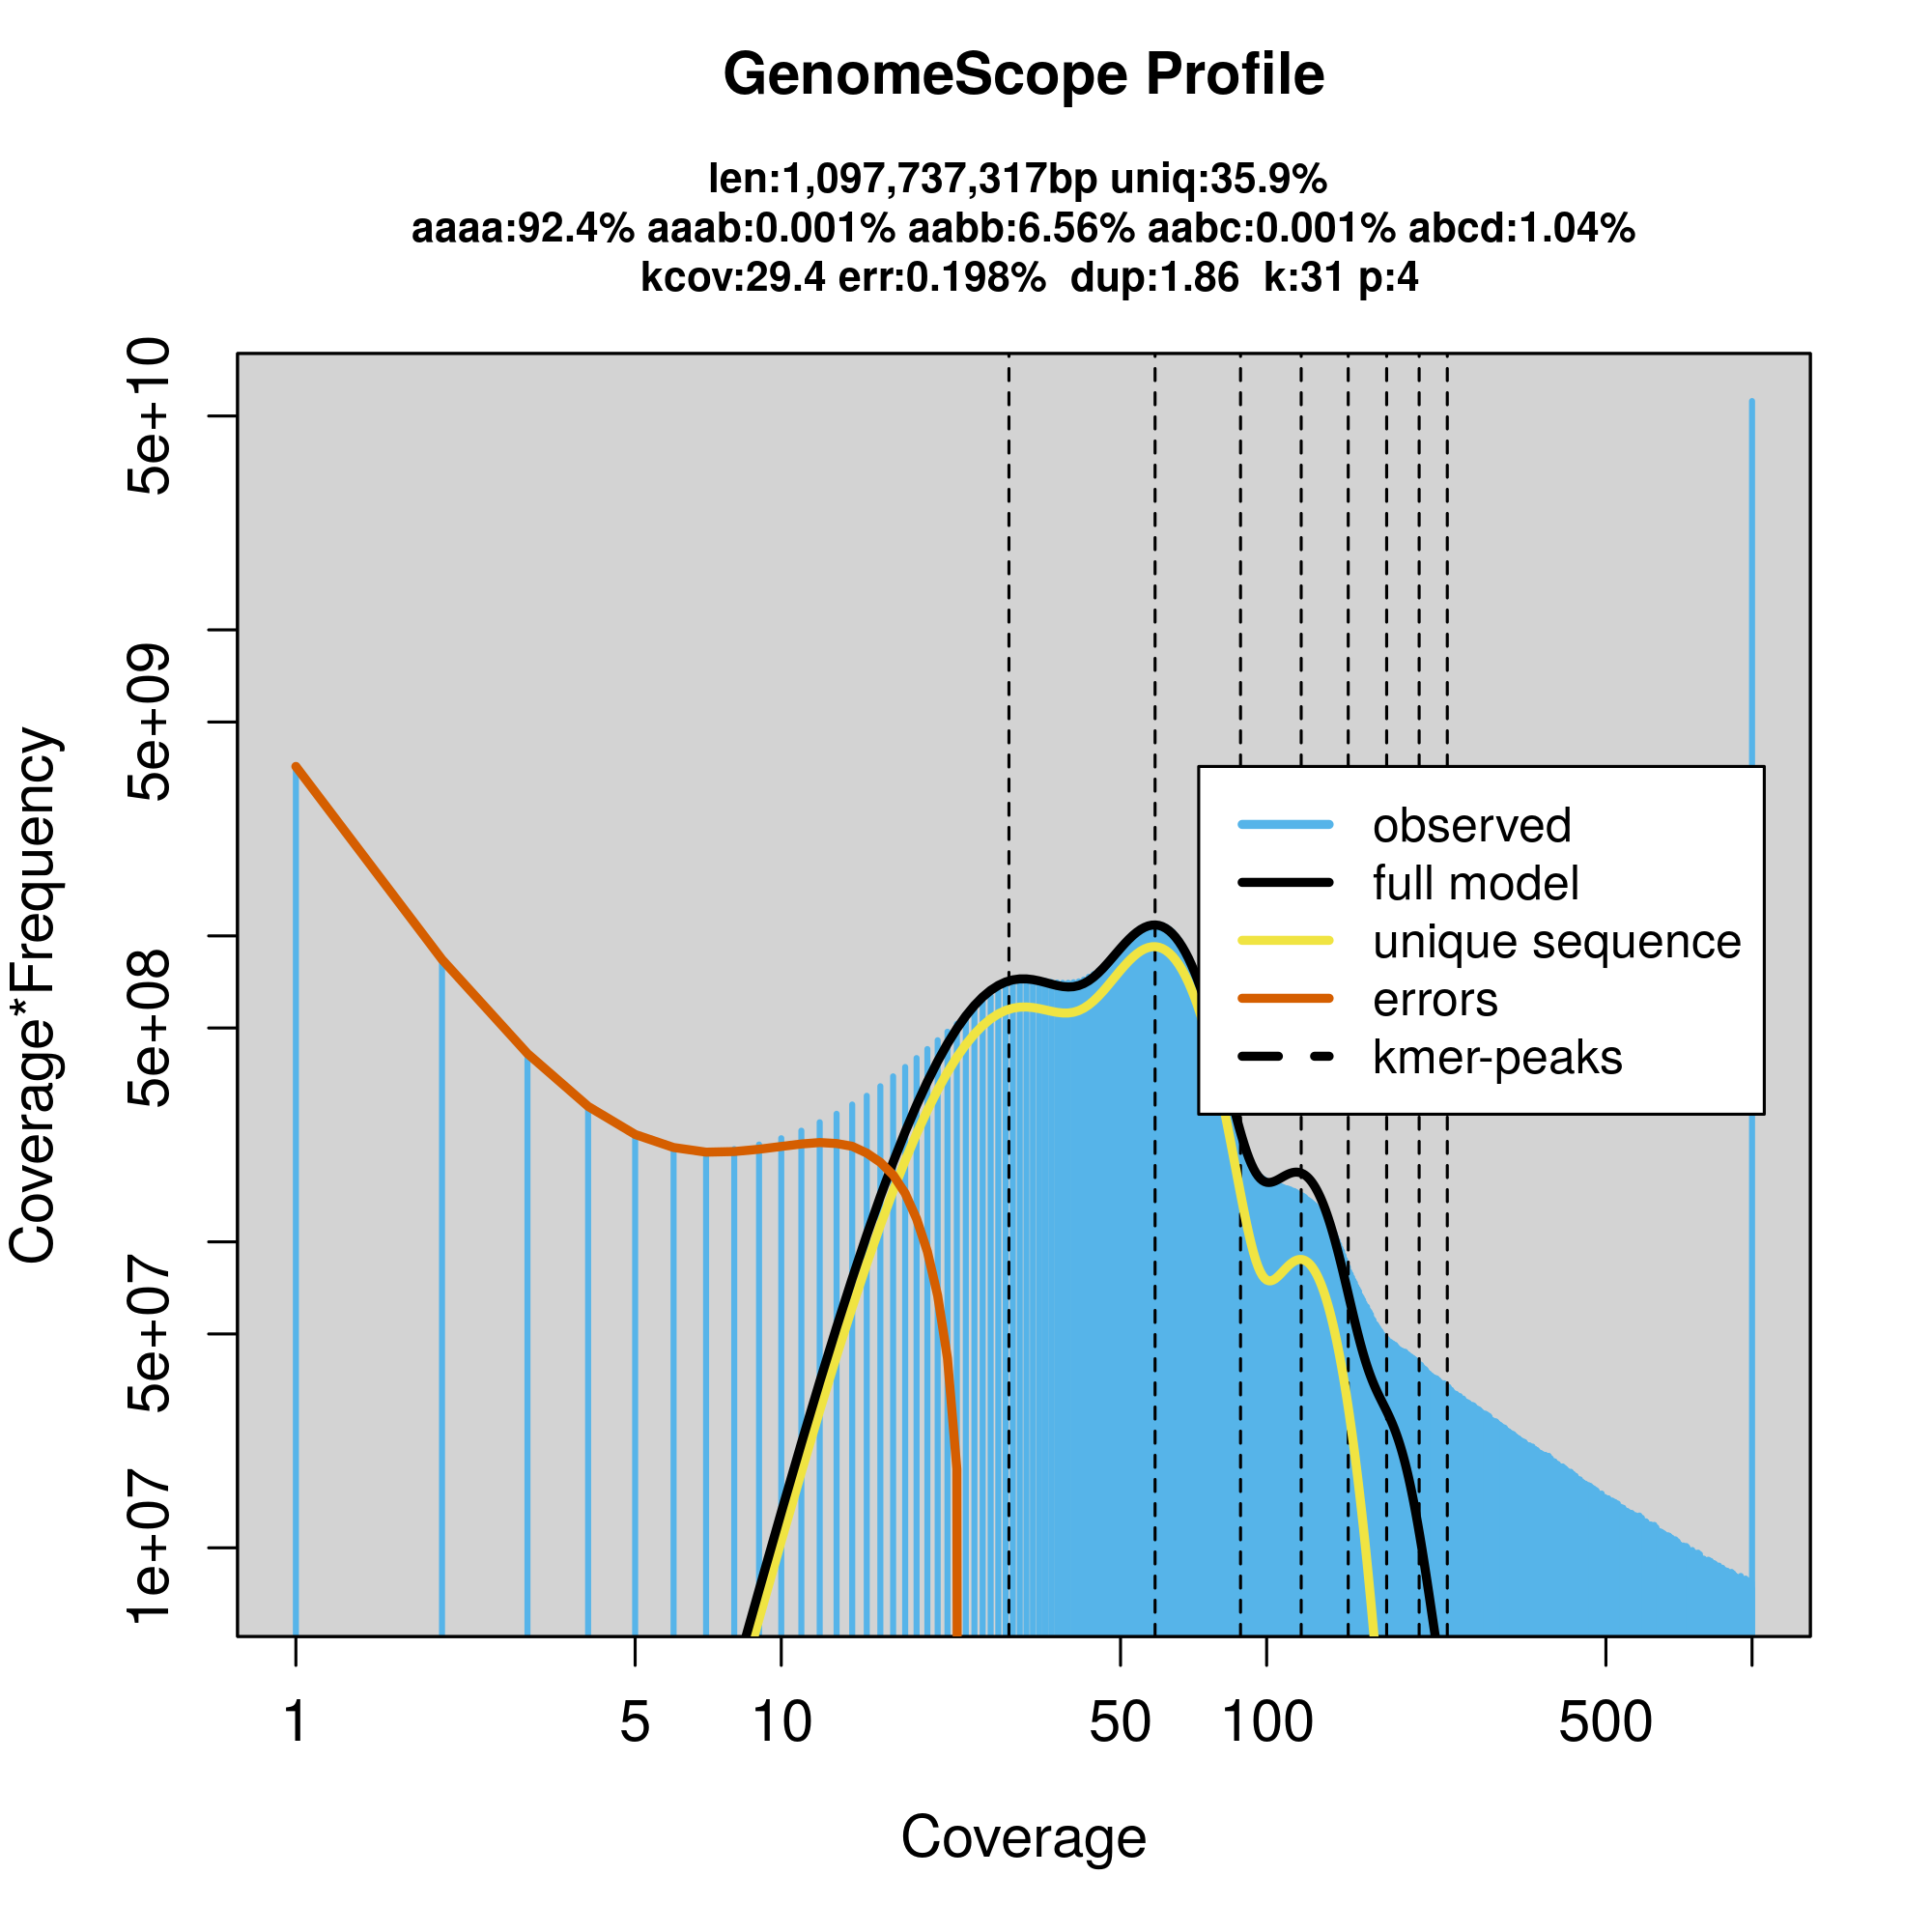 GenomeScope Profile
len:1,097,737,317bp uniq:35.9%
aaaa:92.4% aaab:0.001% aabb:6.56% aabc:0.001% abcd:1.04%
kcov:29.4 err:0.198% dup:1.86 k:31 p:4
Coverage*Frequency
5e+10
5e+09
5e+08
5e+07
1e+07
observed
full model
unique sequence
errors
kmer-peaks
1 5 10 50 100 500
Coverage